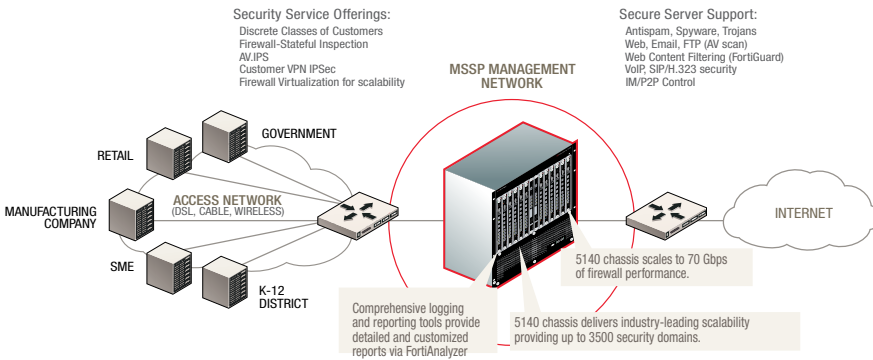 Security Service Offerings:
Discrete Classes of Customers
Firewall-Stateful Inspection
AV.IPS
Customer VPN IPSec
Firewall Virtualization for scalability
Secure Server Support:
Antispam, Spyware, Trojans
Web, Email, FTP (AV scan)
Web Content Filtering (FortiGuard)
VoIP, SIP/H.323 security
IM/P2P Control
MSSP MANAGEMENT
NETWORK
GOVERNMENT
RETAIL
MANUFACTURING
COMPANY
ACCESS NETWORK
(DSL, CABLE, WIRELESS)
SME
K-12
DISTRICT
INTERNET
5140 chassis scales to 70 Gbps
of firewall performance.
Comprehensive logging
and reporting tools provide
detailed and customized
reports via FortiAnalyzer
5140 chassis delivers industry-leading scalability
providing up to 3500 security domains.